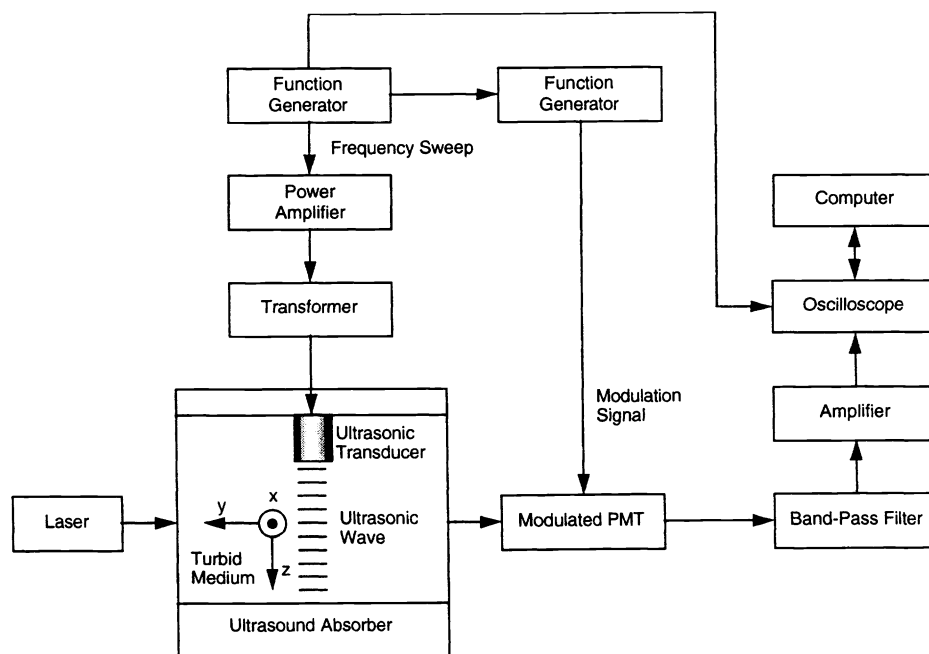 Function
Generator
Function
Generator
Frequency Sweep
Power
Amplifier
Computer
Transformer
Oscilloscope
Modulation
Signal
Amplifier
Ultrasonic
Transducer
Laser
y
x
z
Ultrasonic
Wave
Turbid
Medium
Modulated PMT
Band-Pass Filter
Ultrasound Absorber